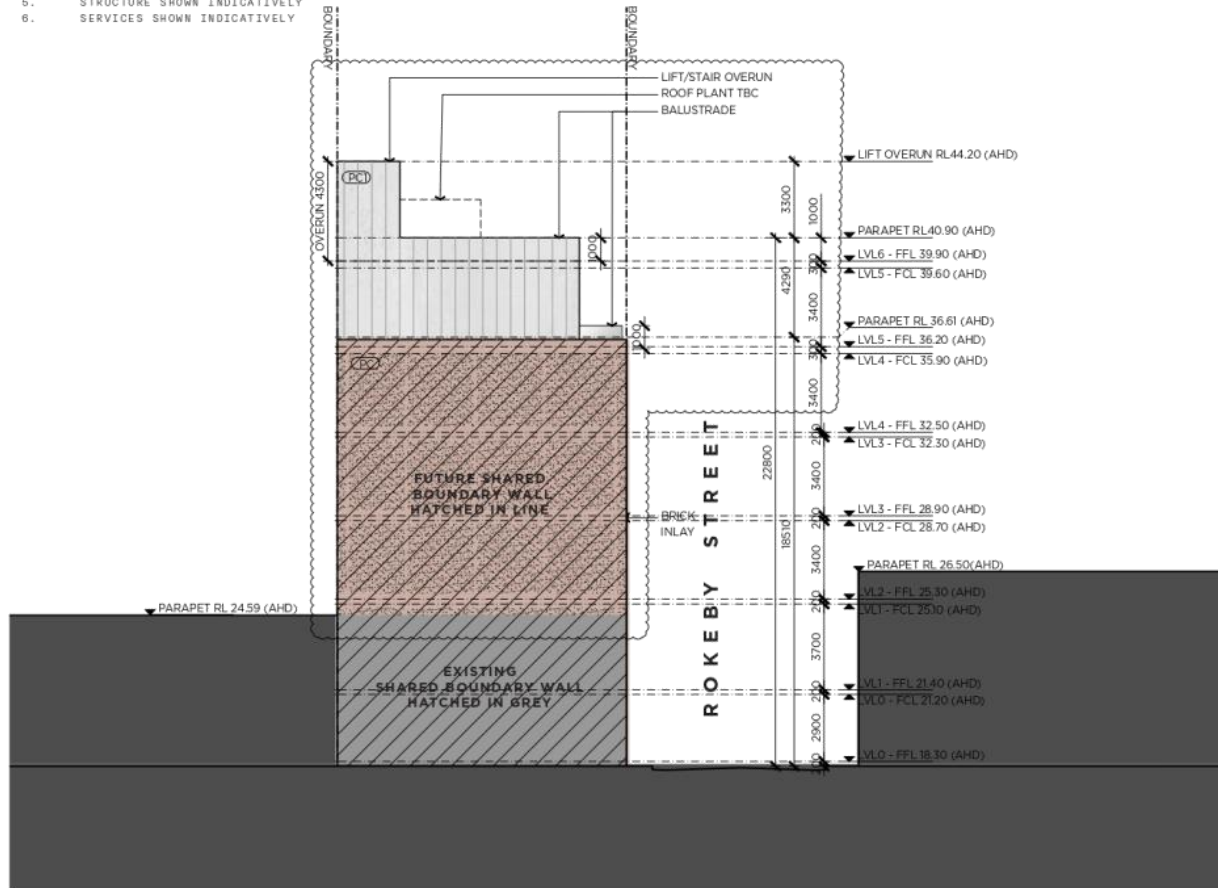 5. STRUCTURE SHOWN INDICATIVELY
6. SERVICES SHOWN INDICATIVELY
BOUNDARY
BOUNDARY
LIFT/STAIR OVERUN
ROOF PLANT TBC
BALUSTRADE
LIFT OVERUN RL44.20 (AHD)
PC1
OVERUN 4300
3300
1000
PARAPET RL40.90 (AHD)
1000
LVL6 - FFL 39.90 (AHD)
300
LVL5 - FCL 39.60 (AHD)
4290
3400
PARAPET RL 36.61 (AHD)
1000
LVL5 - FFL 36.20 (AHD)
300
LVL4 - FCL 35.90 (AHD)
PC
3400
LVL4 - FFL 32.50 (AHD)
200
LVL3 - FCL 32.30 (AHD)
22800
3400
FUTURE SHARED
BOUNDARY WALL
HATCHED IN LINE
BRICK
INLAY
ROKEBY STREET
18510
LVL3 - FFL 28.90 (AHD)
200
LVL2 - FCL 28.70 (AHD)
3400
PARAPET RL 26.50(AHD)
LVL2 - FFL 25.30 (AHD)
200
LVL1 - FCL 25.10 (AHD)
PARAPET RL 24.59 (AHD)
3700
EXISTING
SHARED BOUNDARY WALL
HATCHED IN GREY
LVL1 - FFL 21.40 (AHD)
200
LVL0 - FCL 21.20 (AHD)
2900
LVL0 - FFL 18.30 (AHD)